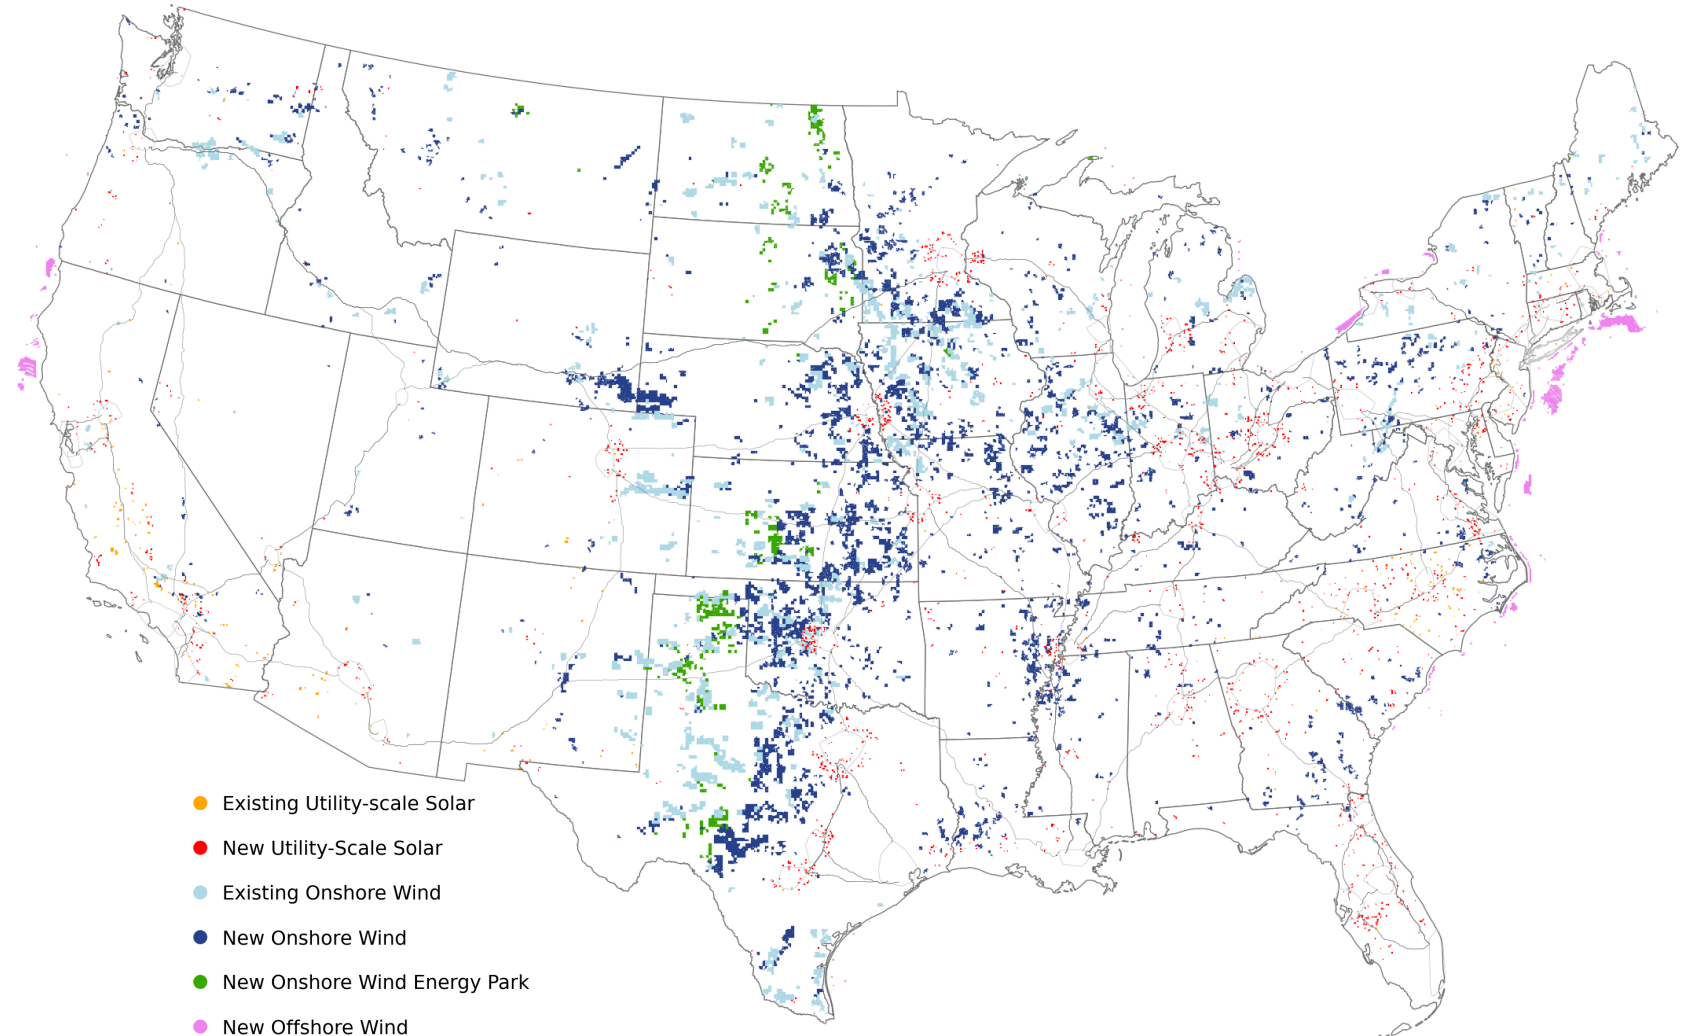 Existing Utility-scale Solar
New Utility-Scale Solar
Existing Onshore Wind
New Onshore Wind
New Onshore Wind Energy Park
New Offshore Wind